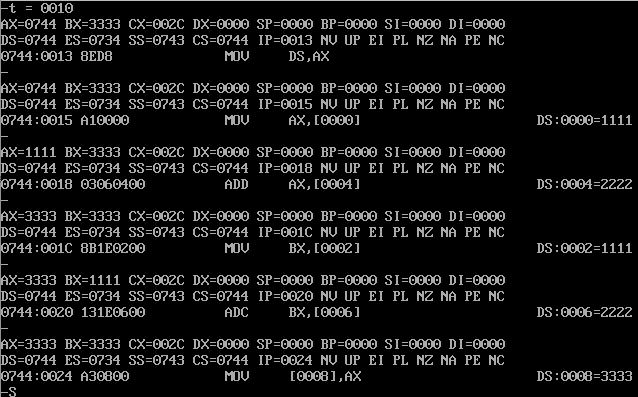 -t = 0010
AX=0744 BX=3333 CX=002C DX=0000 SP=0000 BP=0000 SI=0000 DI=0000
DS=0734 ES=0734 SS=0743 CS=0744 IP=0013 NV UP EI PL NZ NA PE NC
0744:0013 8ED8 MOV DS,AX
-
AX=0744 BX=3333 CX=002C DX=0000 SP=0000 BP=0000 SI=0000 DI=0000
DS=0744 ES=0734 SS=0743 CS=0744 IP=0015 NV UP EI PL NZ NA PE NC
0744:0015 A10000 MOV AX,[0000] DS:0000=1111
-
AX=1111 BX=3333 CX=002C DX=0000 SP=0000 BP=0000 SI=0000 DI=0000
DS=0744 ES=0734 SS=0743 CS=0744 IP=0018 NV UP EI PL NZ NA PE NC
0744:0018 03060400 ADD AX,[0004] DS:0004=2222
-
AX=3333 BX=3333 CX=002C DX=0000 SP=0000 BP=0000 SI=0000 DI=0000
DS=0744 ES=0734 SS=0743 CS=0744 IP=001C NV UP EI PL NZ NA PE NC
0744:001C 8B1E0200 MOV BX,[0002] DS:0002=1111
-
AX=3333 BX=1111 CX=002C DX=0000 SP=0000 BP=0000 SI=0000 DI=0000
DS=0744 ES=0734 SS=0743 CS=0744 IP=0020 NV UP EI PL NZ NA PE NC
0744:0020 131E0600 ADC BX,[0006] DS:0006=2222
-
AX=3333 BX=3333 CX=002C DX=0000 SP=0000 BP=0000 SI=0000 DI=0000
DS=0744 ES=0734 SS=0743 CS=0744 IP=0024 NV UP EI PL NZ NA PE NC
0744:0024 A30800 MOV [0008],AX DS:0008=3333
-S